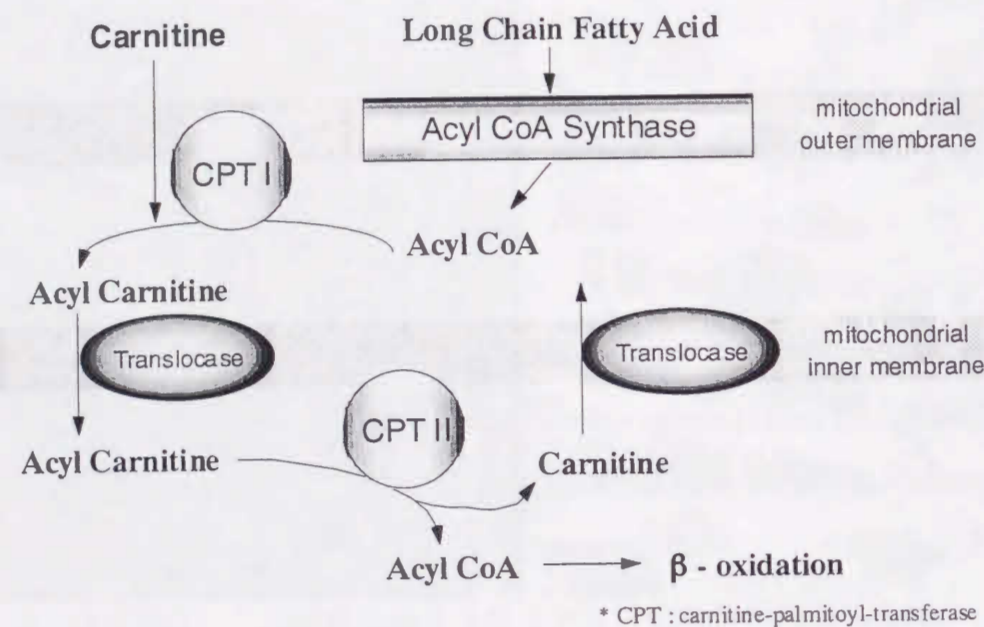 Carnitine
Long Chain Fatty Acid
Acyl CoA Synthase
mitochondrial
outer membrane
CPT I
Acyl CoA
Acyl Carnitine
Translocase
Translocase
mitochondrial
inner membrane
CPT II
Acyl Carnitine
Carnitine
Acyl CoA
β - oxidation
* CPT : carnitine-palmitoyl-transferase